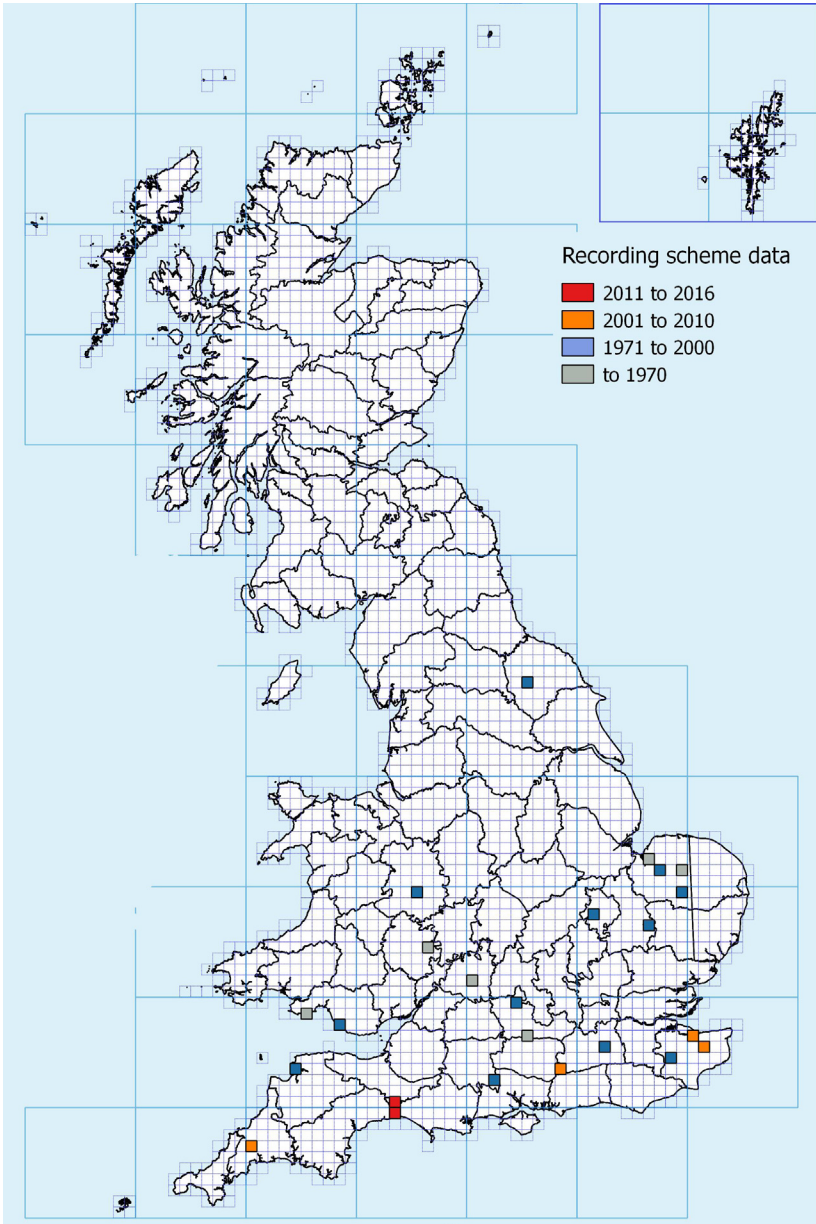 Recording scheme data
2011 to 2016
2001 to 2010
1971 to 2000
to 1970